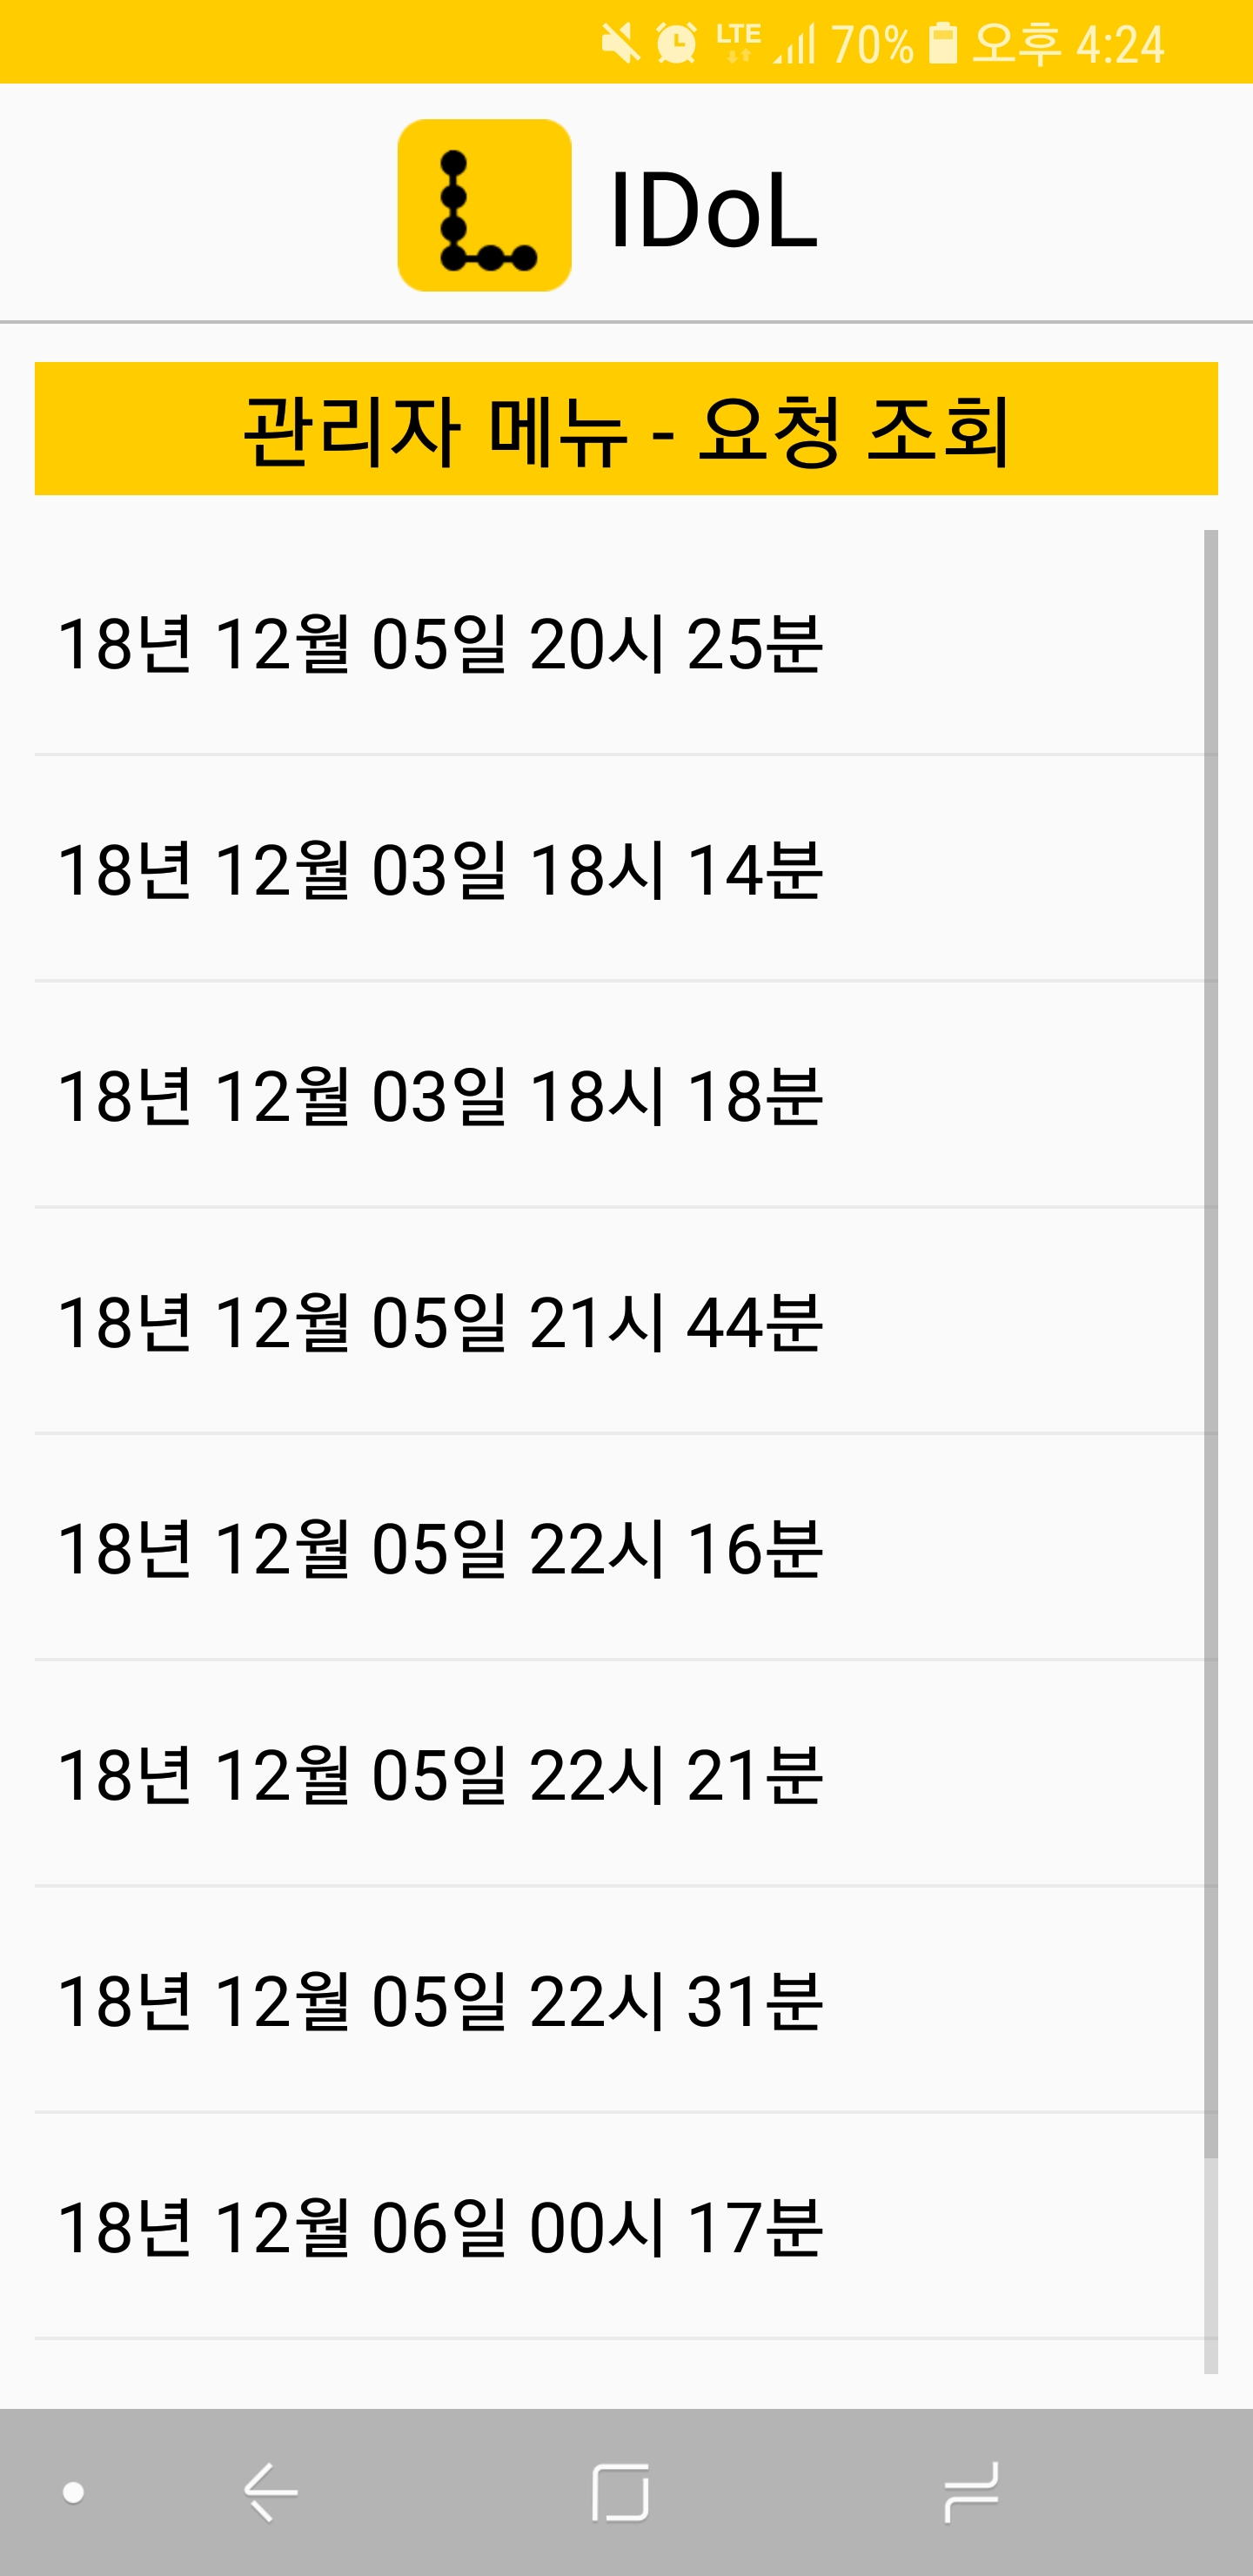 LTE 70% 오후 4:24
IDoL
관리자 메뉴 - 요청 조회
18년 12월 05일 20시 25분
18년 12월 03일 18시 14분
18년 12월 03일 18시 18분
18년 12월 05일 21시 44분
18년 12월 05일 22시 16분
18년 12월 05일 22시 21분
18년 12월 05일 22시 31분
18년 12월 06일 00시 17분